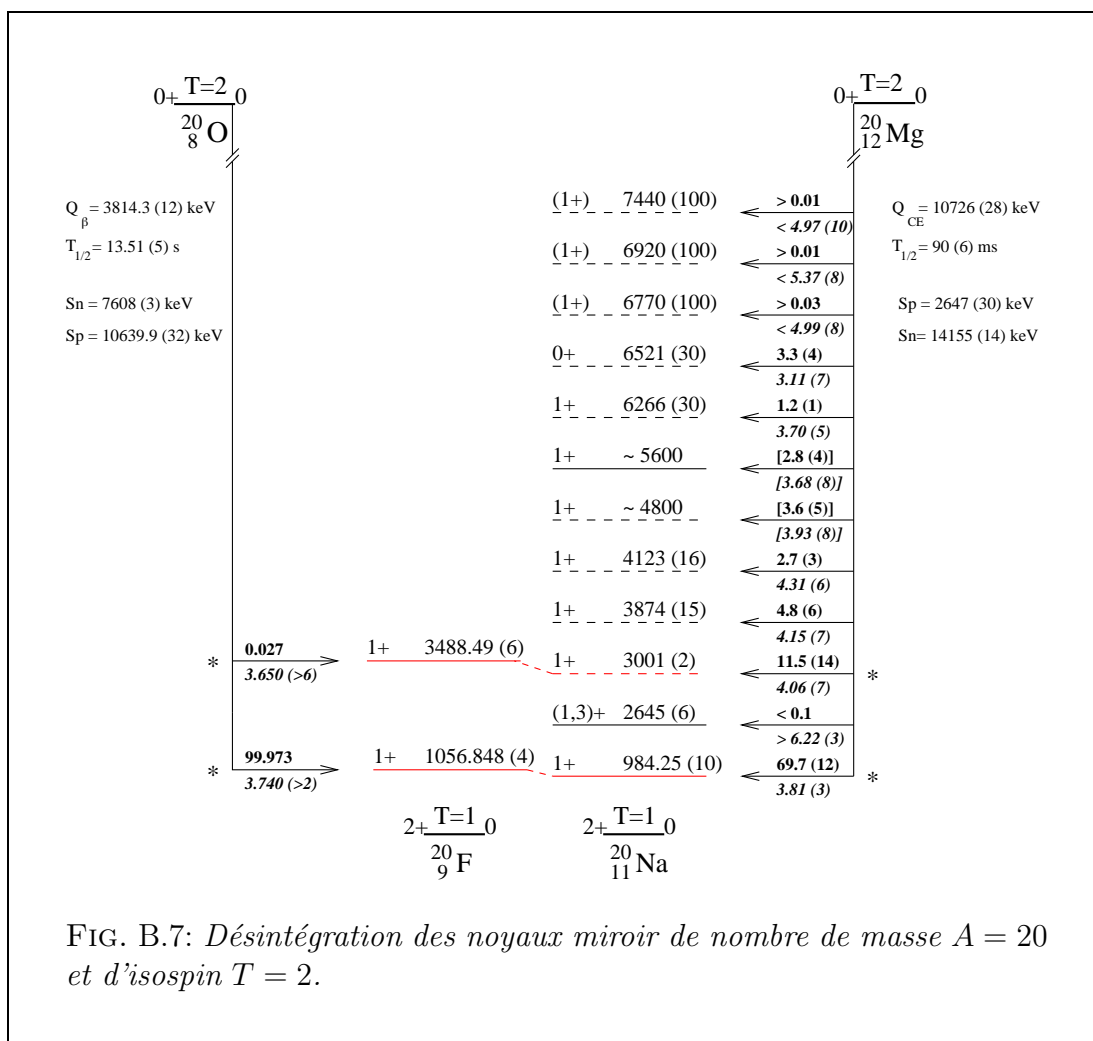 0+ T=2 0
20 8 O
0+ T=2 0
20 12 Mg
Q β = 3814.3 (12) keV
T1/2 = 13.51 (5) s
Sn = 7608 (3) keV
Sp = 10639.9 (32) keV
Q CE = 10726 (28) keV
T1/2 = 90 (6) ms
Sp = 2647 (30) keV
Sn= 14155 (14) keV
(1+) 7440 (100) > 0.01
< 4.97 (10)
(1+) 6920 (100) > 0.01
< 5.37 (8)
(1+) 6770 (100) > 0.03
< 4.99 (8)
0+ 6521 (30) 3.3 (4)
3.11 (7)
1+ 6266 (30) 1.2 (1)
3.70 (5)
1+ ~ 5600 [2.8 (4)]
[3.68 (8)]
1+ ~ 4800 [3.6 (5)]
[3.93 (8)]
1+ 4123 (16) 2.7 (3)
4.31 (6)
1+ 3874 (15) 4.8 (6)
4.15 (7)
* 0.027 1+ 3488.49 (6)
3.650 (>6)
1+ 3001 (2) 11.5 (14) *
4.06 (7)
(1,3)+ 2645 (6) < 0.1
> 6.22 (3)
* 99.973 1+ 1056.848 (4)
3.740 (>2)
1+ 984.25 (10) 69.7 (12) *
3.81 (3)
2+ T=1 0
20 9 F
2+ T=1 0
20 11 Na
FIG. B.7: Désintégration des noyaux miroir de nombre de masse A = 20
et d'isospin T = 2.